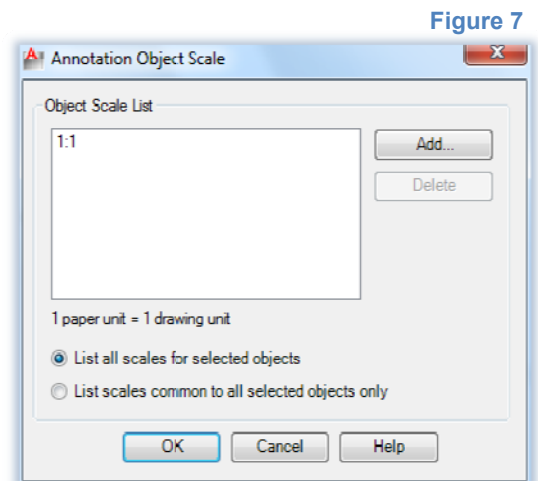 Figure 7
Annotation Object Scale
Object Scale List
1:1
Add...
Delete
1 paper unit = 1 drawing unit
List all scales for selected objects
List scales common to all selected objects only
OK Cancel Help